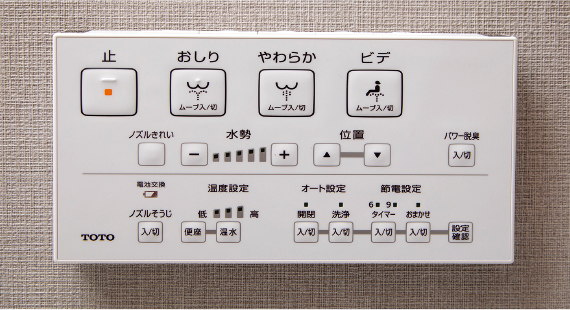 止 おしり やわらか ビデ
ムーブ入/切 ムーブ入/切 ムーブ入/切
ノズルきれい 水勢 位置 パワー脱臭
− + ▲ ▼ 入/切
電池交換 温度設定 オート設定 節電設定
6 9
ノズルそうじ 低 高 開閉 洗浄 タイマー おまかせ
TOTO 入/切 便座 温水 入/切 入/切 入/切 入/切 設定
確認